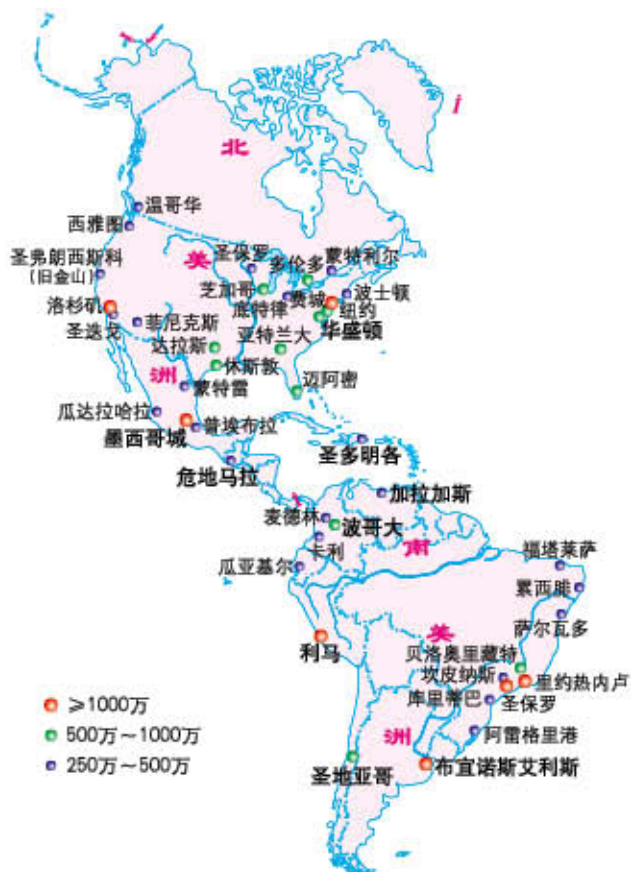 北
温哥华
西雅图
圣弗朗西斯科
(旧金山)
圣保罗
美
多伦多
蒙特利尔
芝加哥
底特律
费城
波士顿
纽约
洛杉矶
圣迭戈
菲尼克斯
华盛顿
达拉斯
亚特兰大
休斯敦
洲
蒙特雷
迈阿密
瓜达拉哈拉
墨西哥城
普埃布拉
圣多明各
危地马拉
加拉加斯
麦德林
波哥大
卡利
南
瓜亚基尔
福塔莱萨
累西腓
萨尔瓦多
美
利马
贝洛奥里藏特
坎皮纳斯
里约热内卢
库里蒂巴
圣保罗
≥1000万
洲
阿雷格里港
500万～1000万
250万～500万
圣地亚哥
布宜诺斯艾利斯